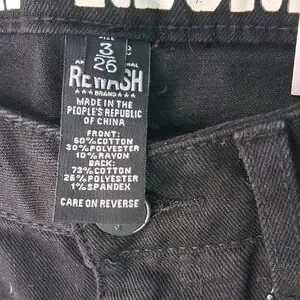 SIZE
3
26
REWASH
★★★ BRAND ★★★
MADE IN THE
PEOPLE'S REPUBLIC
OF CHINA
FRONT:
60%COTTON
30%POLYESTER
10%RAYON
BACK:
73%COTTON
26%POLYESTER
1%SPANDEX
CARE ON REVERSE